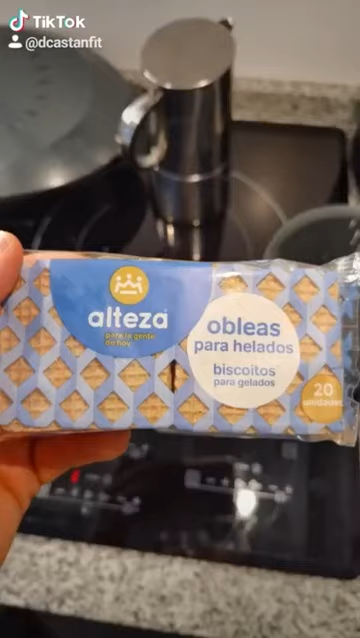 TikTok
@dcastanfit
alteza
para la gente
de hoy
obleas
para helados
biscoitos
para gelados
20
unidades